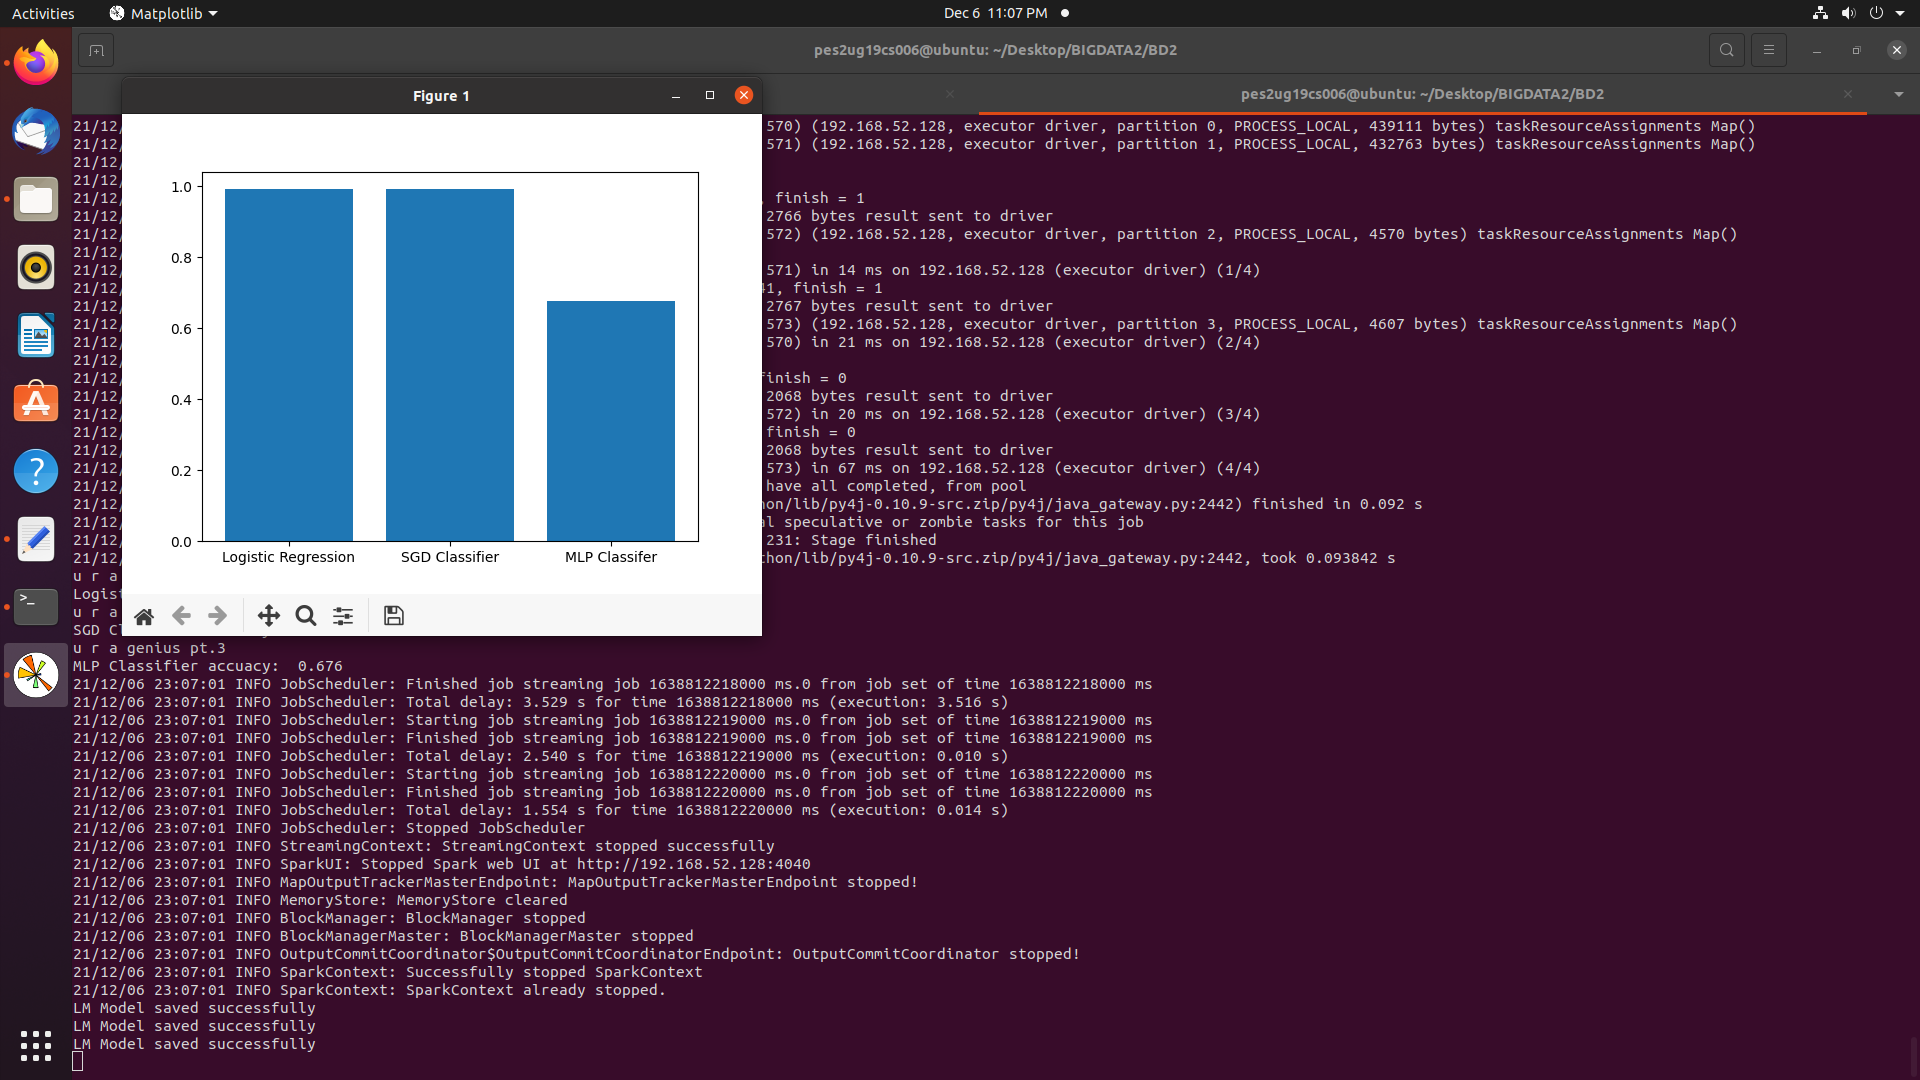 Activities
Matplotlib
Dec 6 11:07 PM
pes2ug19cs006@ubuntu: ~/Desktop/BIGDATA2/BD2
pes2ug19cs006@ubuntu: ~/Desktop/BIGDATA2/BD2
Figure 1
1.0
0.8
0.6
0.4
0.2
0.0
Logistic Regression SGD Classifier MLP Classifer
21/12/ 570) (192.168.52.128, executor driver, partition 0, PROCESS_LOCAL, 439111 bytes) taskResourceAssignments Map()
21/12/ 571) (192.168.52.128, executor driver, partition 1, PROCESS_LOCAL, 432763 bytes) taskResourceAssignments Map()
21/12/
21/12/
21/12/ finish = 1
21/12/ 2766 bytes result sent to driver
21/12/ 572) (192.168.52.128, executor driver, partition 2, PROCESS_LOCAL, 4570 bytes) taskResourceAssignments Map()
21/12/
21/12/ 571) in 14 ms on 192.168.52.128 (executor driver) (1/4)
21/12/ 41, finish = 1
21/12/ 2767 bytes result sent to driver
21/12/ 573) (192.168.52.128, executor driver, partition 3, PROCESS_LOCAL, 4607 bytes) taskResourceAssignments Map()
21/12/ 570) in 21 ms on 192.168.52.128 (executor driver) (2/4)
21/12/
21/12/ finish = 0
21/12/ 2068 bytes result sent to driver
21/12/ 572) in 20 ms on 192.168.52.128 (executor driver) (3/4)
21/12/ finish = 0
21/12/ 2068 bytes result sent to driver
21/12/ 573) in 67 ms on 192.168.52.128 (executor driver) (4/4)
21/12/ have all completed, from pool
21/12/ hon/lib/py4j-0.10.9-src.zip/py4j/java_gateway.py:2442) finished in 0.092 s
21/12/ al speculative or zombie tasks for this job
21/12/ 231: Stage finished
21/12/ thon/lib/py4j-0.10.9-src.zip/py4j/java_gateway.py:2442, took 0.093842 s
u r a
Logist
u r a
SGD Cl
u r a genius pt.3
MLP Classifier accuacy:  0.676
21/12/06 23:07:01 INFO JobScheduler: Finished job streaming job 1638812218000 ms.0 from job set of time 1638812218000 ms
21/12/06 23:07:01 INFO JobScheduler: Total delay: 3.529 s for time 1638812218000 ms (execution: 3.516 s)
21/12/06 23:07:01 INFO JobScheduler: Starting job streaming job 1638812219000 ms.0 from job set of time 1638812219000 ms
21/12/06 23:07:01 INFO JobScheduler: Finished job streaming job 1638812219000 ms.0 from job set of time 1638812219000 ms
21/12/06 23:07:01 INFO JobScheduler: Total delay: 2.540 s for time 1638812219000 ms (execution: 0.010 s)
21/12/06 23:07:01 INFO JobScheduler: Starting job streaming job 1638812220000 ms.0 from job set of time 1638812220000 ms
21/12/06 23:07:01 INFO JobScheduler: Finished job streaming job 1638812220000 ms.0 from job set of time 1638812220000 ms
21/12/06 23:07:01 INFO JobScheduler: Total delay: 1.554 s for time 1638812220000 ms (execution: 0.014 s)
21/12/06 23:07:01 INFO JobScheduler: Stopped JobScheduler
21/12/06 23:07:01 INFO StreamingContext: StreamingContext stopped successfully
21/12/06 23:07:01 INFO SparkUI: Stopped Spark web UI at http://192.168.52.128:4040
21/12/06 23:07:01 INFO MapOutputTrackerMasterEndpoint: MapOutputTrackerMasterEndpoint stopped!
21/12/06 23:07:01 INFO MemoryStore: MemoryStore cleared
21/12/06 23:07:01 INFO BlockManager: BlockManager stopped
21/12/06 23:07:01 INFO BlockManagerMaster: BlockManagerMaster stopped
21/12/06 23:07:01 INFO OutputCommitCoordinator$OutputCommitCoordinatorEndpoint: OutputCommitCoordinator stopped!
21/12/06 23:07:01 INFO SparkContext: Successfully stopped SparkContext
21/12/06 23:07:01 INFO SparkContext: SparkContext already stopped.
LM Model saved successfully
LM Model saved successfully
LM Model saved successfully